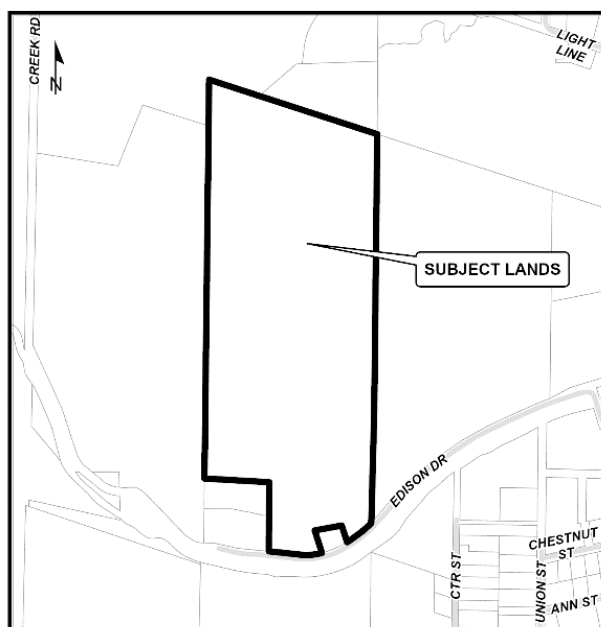 CREEK RD
N
LIGHT
LINE
SUBJECT LANDS
EDISON DR
CTR ST
UNION ST
CHESTNUT
ST
ANN ST